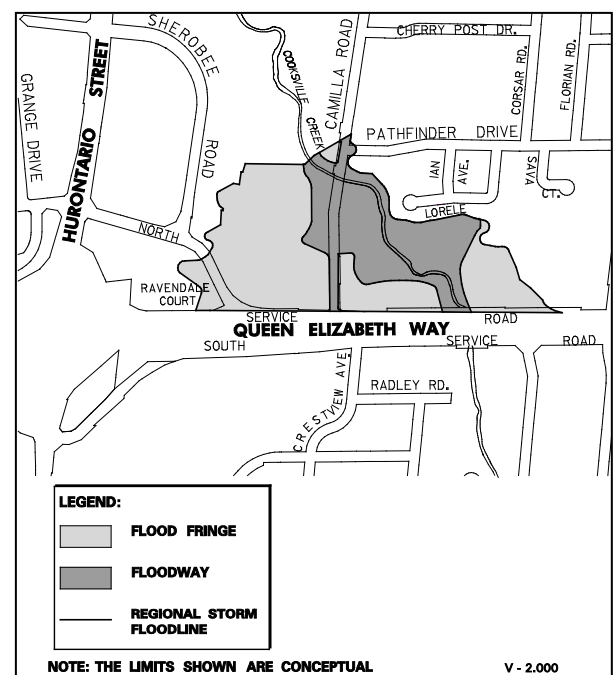 SHEROBEE
ROAD
GRANGE DRIVE
HURONTARIO STREET
COOKSVILLE CREEK
CAMILLA ROAD
CHERRY POST DR.
CORSAR RD.
FLORIAN RD.
PATHFINDER DRIVE
IAN AVE.
SAVA CT.
LORELE
NORTH
RAVENDALE
COURT
SERVICE
ROAD
QUEEN ELIZABETH WAY
SOUTH
SERVICE
ROAD
CRESTVIEW AVE.
RADLEY RD.
LEGEND:
FLOOD FRINGE
FLOODWAY
REGIONAL STORM
FLOODLINE
NOTE: THE LIMITS SHOWN ARE CONCEPTUAL
V - 2.000